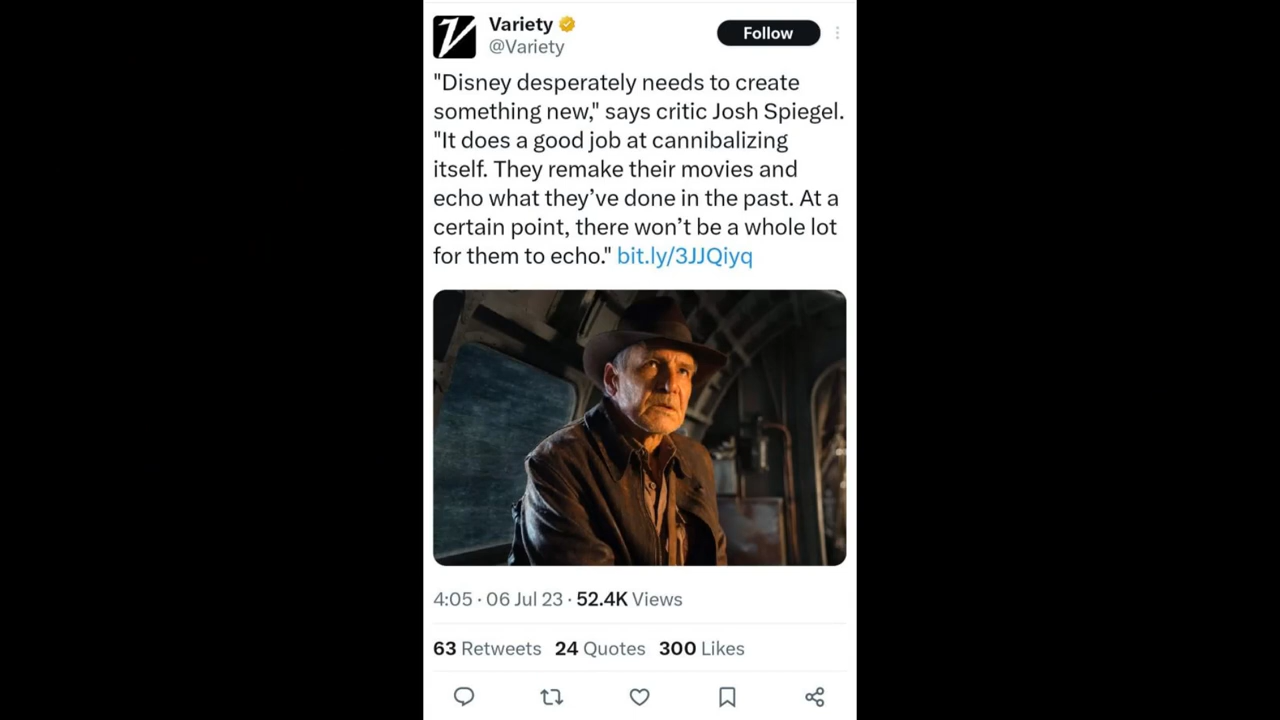 Variety
@Variety
Follow
"Disney desperately needs to create
something new," says critic Josh Spiegel.
"It does a good job at cannibalizing
itself. They remake their movies and
echo what they’ve done in the past. At a
certain point, there won’t be a whole lot
for them to echo." bit.ly/3JJQiyq
4:05 · 06 Jul 23 · 52.4K Views
63 Retweets 24 Quotes 300 Likes